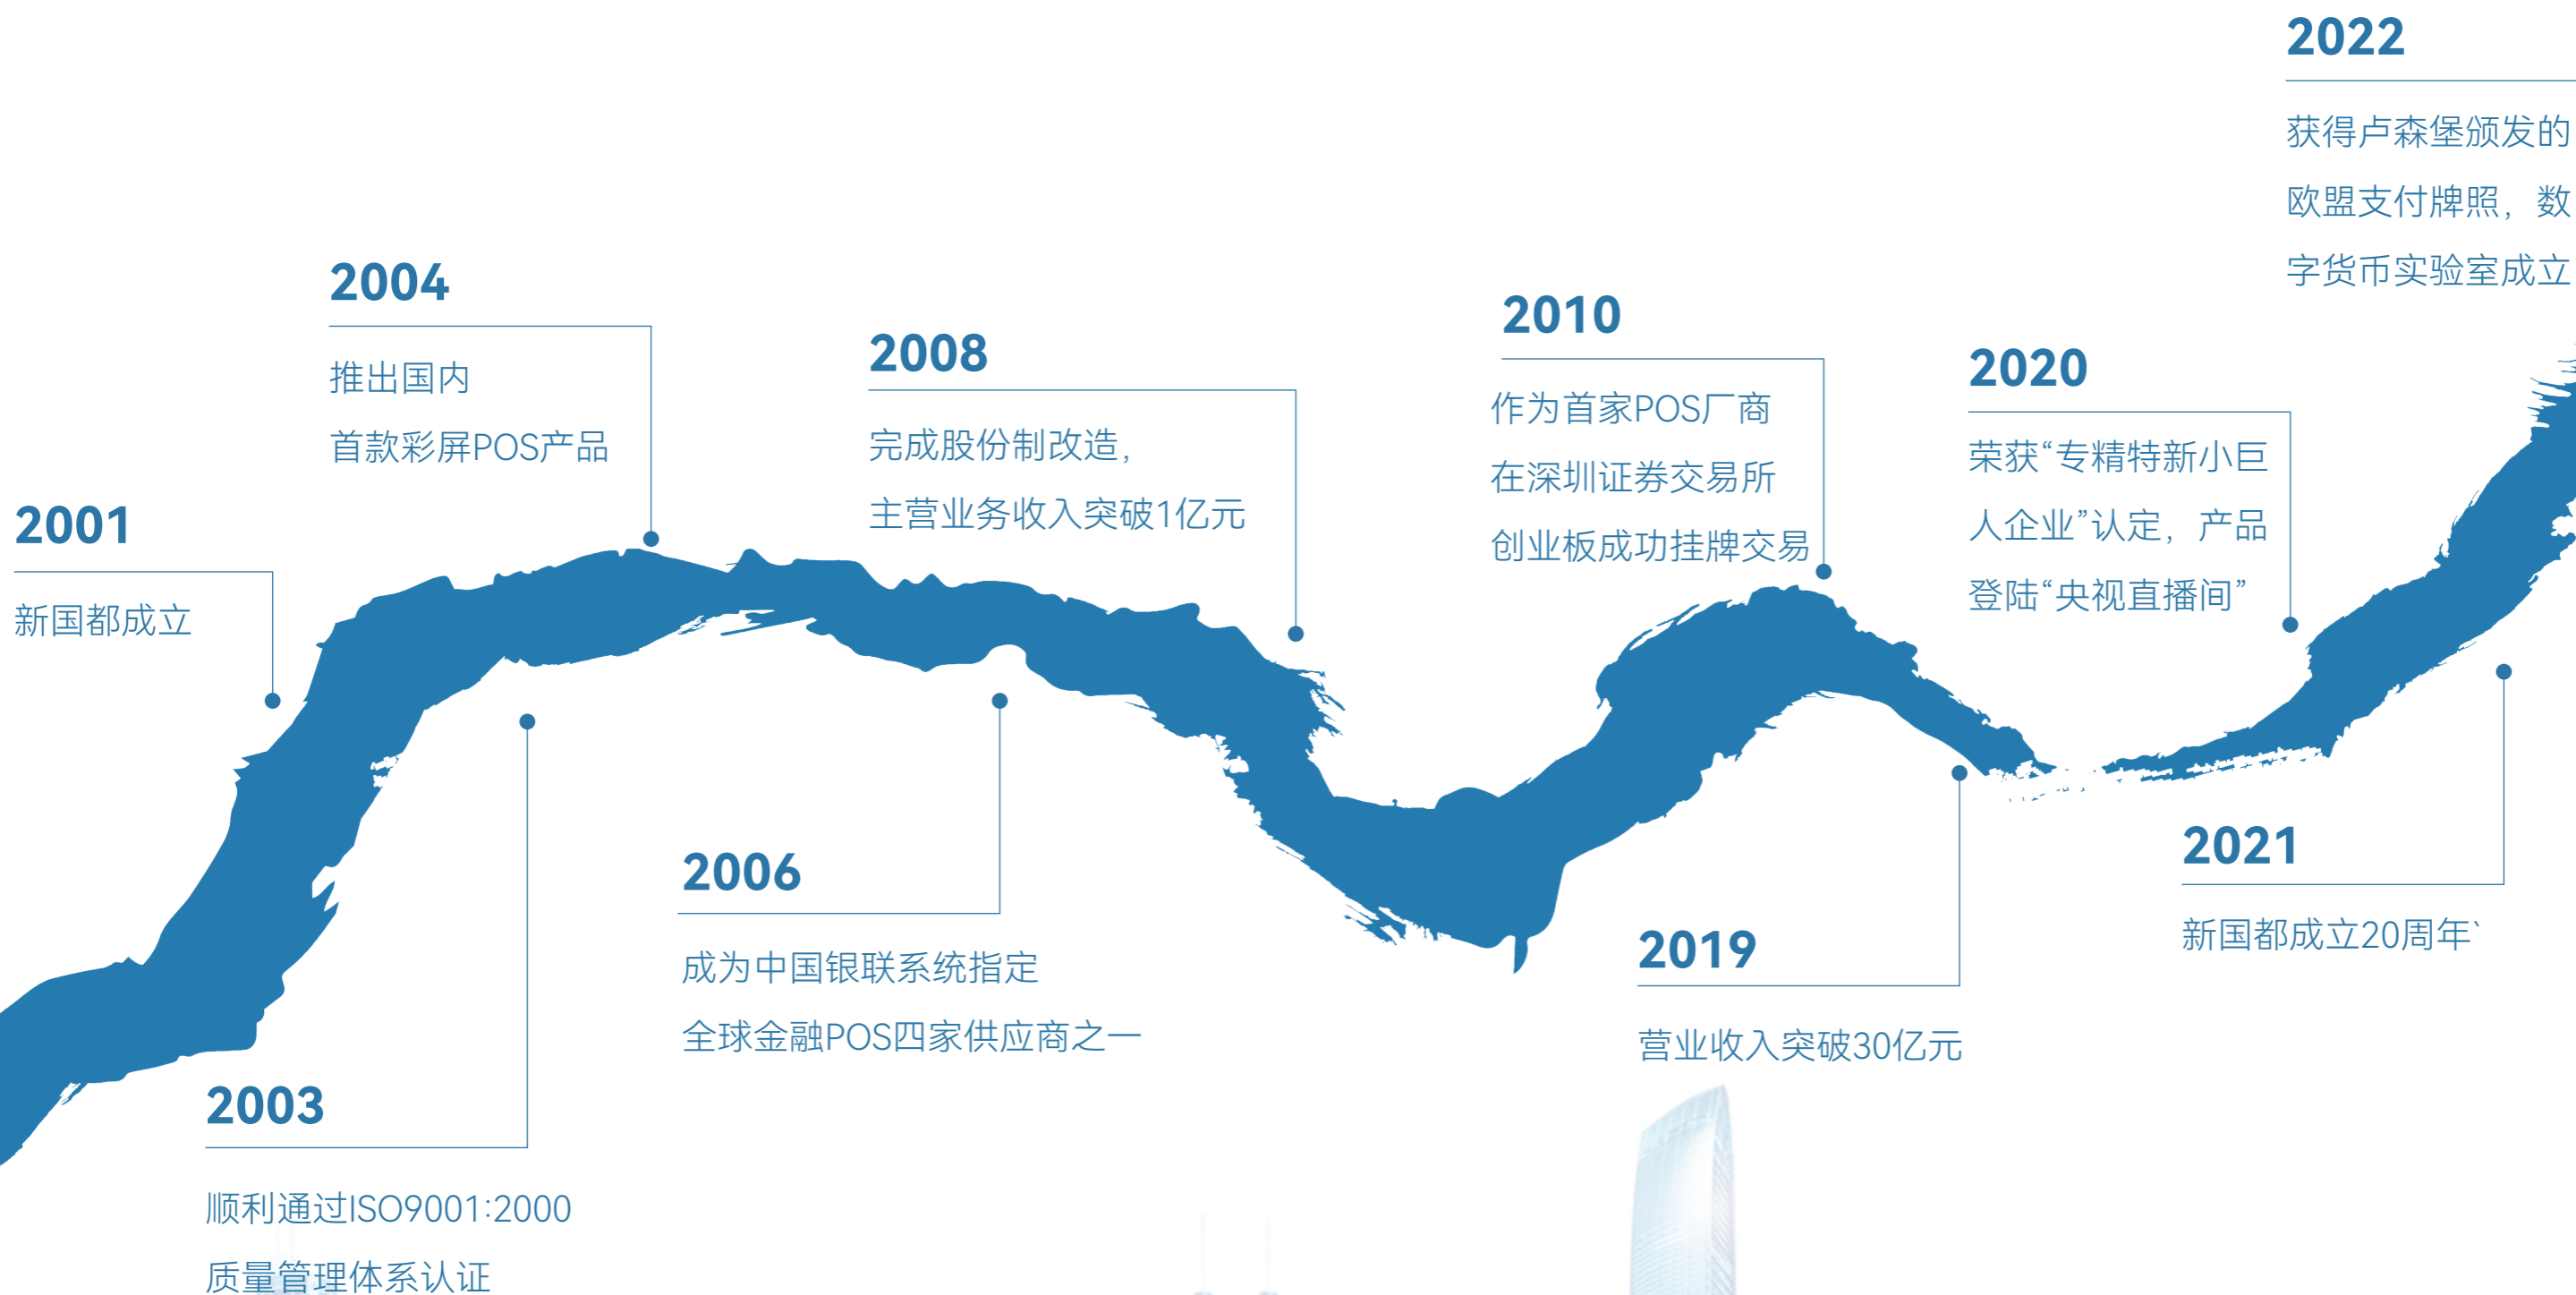 2001
新国都成立
2003
顺利通过ISO9001:2000
质量管理体系认证
2004
推出国内
首款彩屏POS产品
2006
成为中国银联系统指定
全球金融POS四家供应商之一
2008
完成股份制改造，
主营业务收入突破1亿元
2010
作为首家POS厂商
在深圳证券交易所
创业板成功挂牌交易
2019
营业收入突破30亿元
2020
荣获“专精特新小巨
人企业”认定，产品
登陆“央视直播间”
2021
新国都成立20周年`
2022
获得卢森堡颁发的
欧盟支付牌照，数
字货币实验室成立